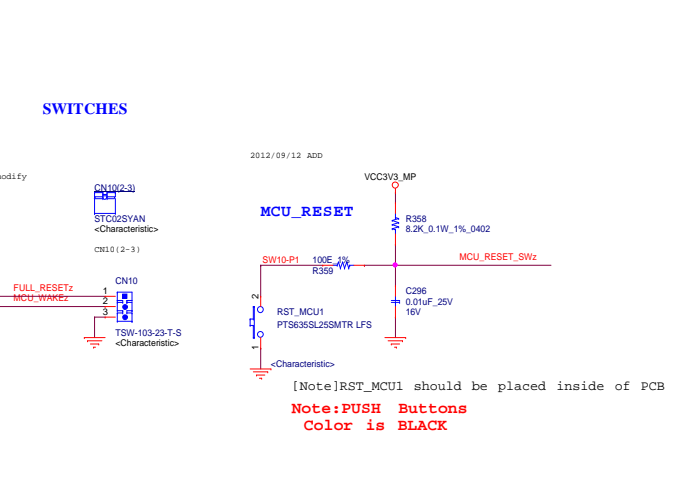 SWITCHES
2012/09/12 ADD
odify
VCC3V3_MP
CN10(2-3)
MCU_RESET
STC02SYAN
<Characteristic>
R358
8.2K_0.1W_1%_0402
CN10(2-3)
SW10-P1
100E_1%
R359
MCU_RESET_SWz
CN10
FULL_RESETz
MCU_WAKEz
1
2
3
TSW-103-23-T-S
<Characteristic>
C296
0.01uF_25V
16V
2
RST_MCU1
PTS635SL25SMTR LFS
1
<Characteristic>
[Note]RST_MCU1 should be placed inside of PCB
Note:PUSH Buttons
Color is BLACK